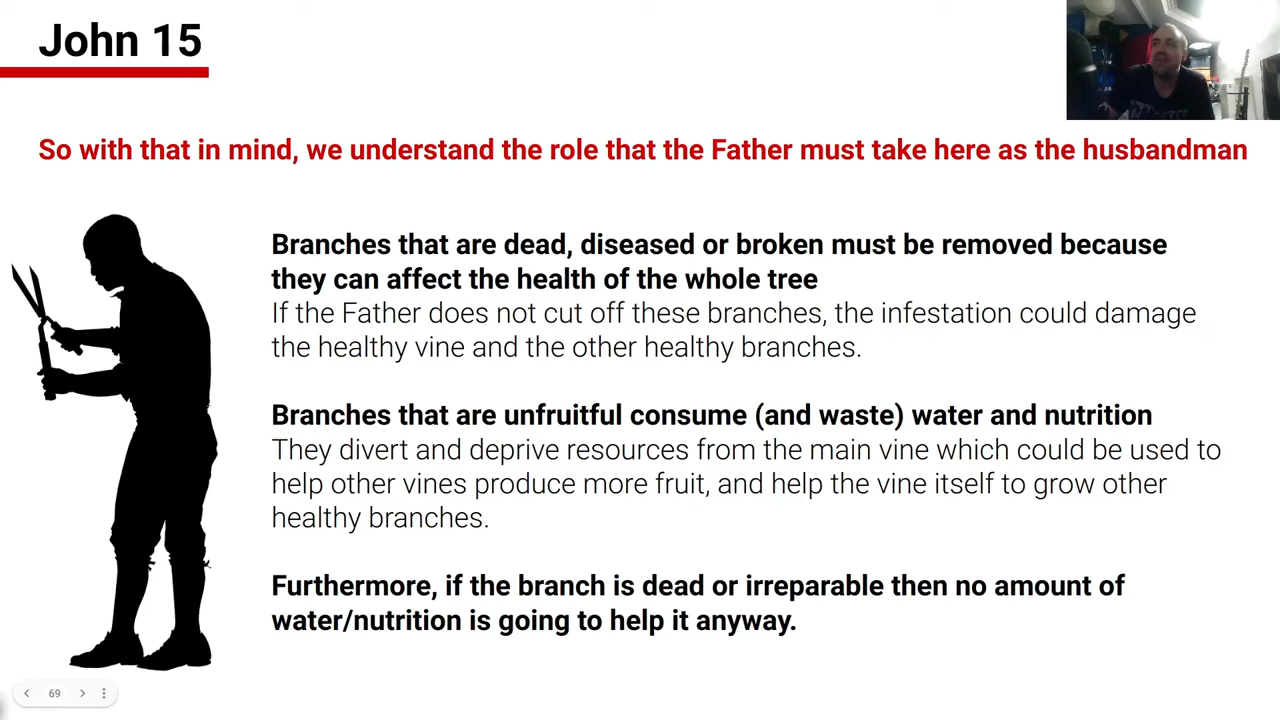 John 15
So with that in mind, we understand the role that the Father must take here as the husbandman
Branches that are dead, diseased or broken must be removed because
they can affect the health of the whole tree
If the Father does not cut off these branches, the infestation could damage
the healthy vine and the other healthy branches.
Branches that are unfruitful consume (and waste) water and nutrition
They divert and deprive resources from the main vine which could be used to
help other vines produce more fruit, and help the vine itself to grow other
healthy branches.
Furthermore, if the branch is dead or irreparable then no amount of
water/nutrition is going to help it anyway.
69